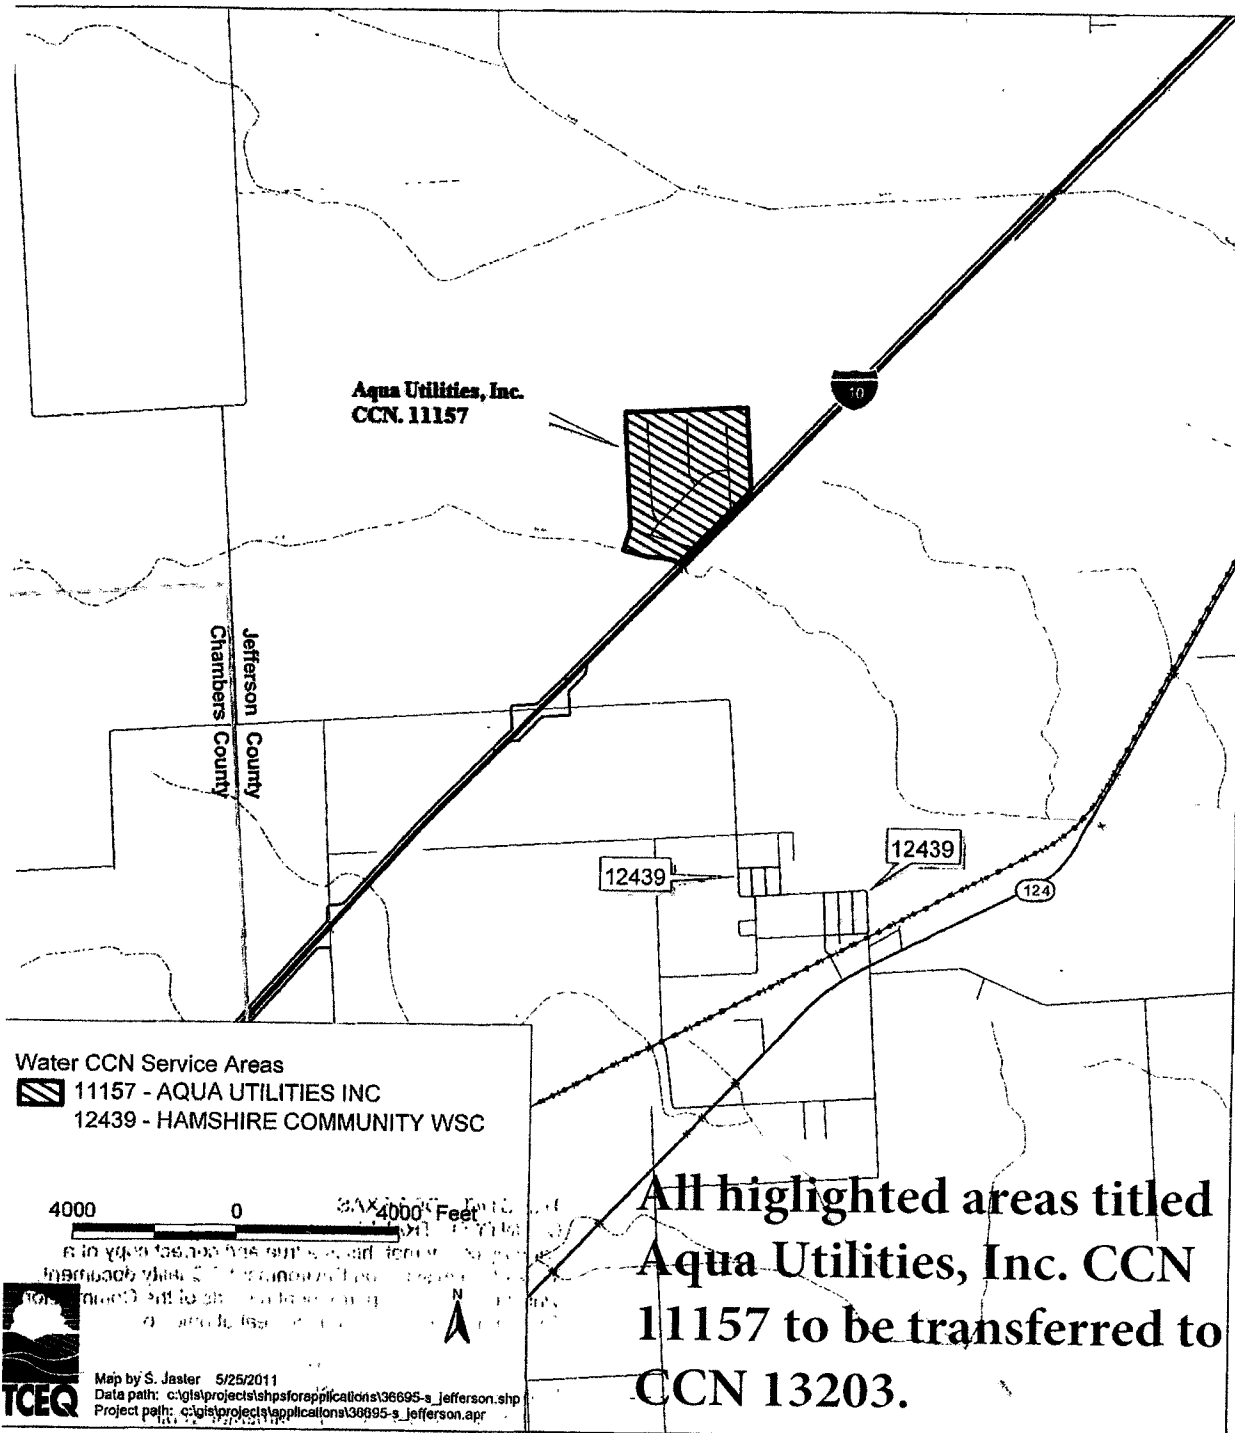 Aqua Utilities, Inc.
CCN. 11157
10
Jefferson County
Chambers County
12439
12439
124
Water CCN Service Areas
11157 - AQUA UTILITIES INC
12439 - HAMSHIRE COMMUNITY WSC
4000 0 4000 Feet
N
TCEQ
Map by S. Jaster 5/25/2011
Data path: c:\gis\projects\shpsforapplications\36695-s_jefferson.shp
Project path: c:\gis\projects\applications\36695-s_jefferson.apr
All higlighted areas titled
Aqua Utilities, Inc. CCN
11157 to be transferred to
CCN 13203.